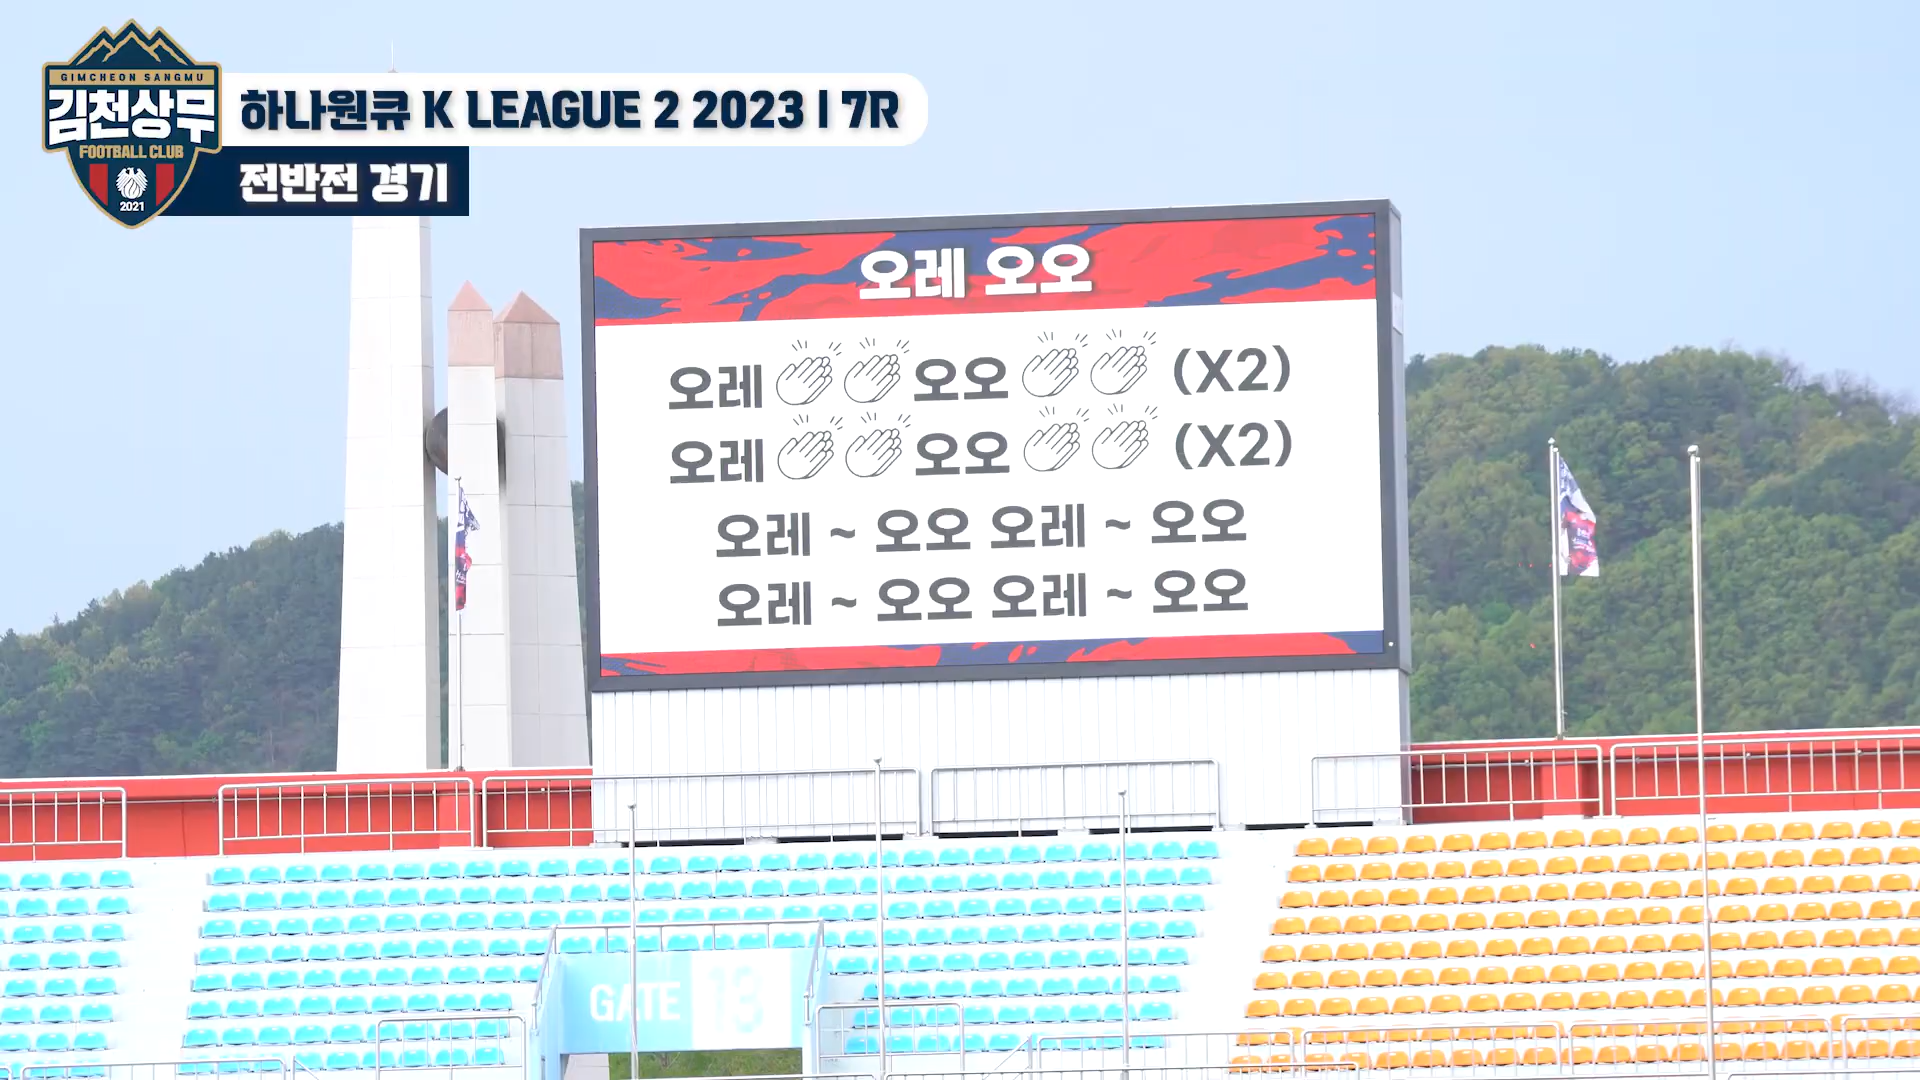 GIMCHEON SANGMU
김천상무
FOOTBALL CLUB
2021
하나원큐 K LEAGUE 2 2023 | 7R
전반전 경기
오레 오오
오레 👏👏 오오 👏👏 (X2)
오레 👏👏 오오 👏👏 (X2)
오레 ~ 오오 오레 ~ 오오
오레 ~ 오오 오레 ~ 오오
GATE 13